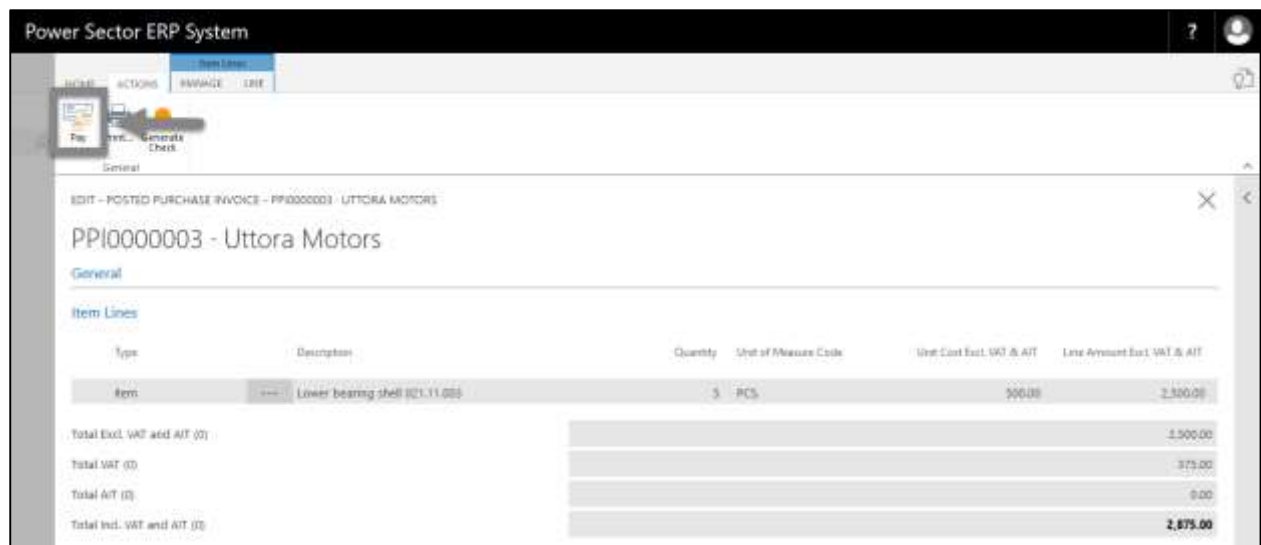 Power Sector ERP System ?
Item Lines
HOME ACTIONS MANAGE LINE
Pay Generate
Check
General
EDIT - POSTED PURCHASE INVOICE - PPI0000003 · UTTORA MOTORS
PPI0000003 - Uttora Motors
General
Item Lines
Type Description Quantity Unit of Measure Code Unit Cost Excl. VAT & AIT Line Amount Excl. VAT & AIT
Item Lower bearing shell 021.11.003 5 PCS 500.00 2,500.00
Total Excl. VAT and AIT (0) 2,500.00
Total VAT (0) 375.00
Total AIT (0) 0.00
Total Incl. VAT and AIT (0) 2,875.00